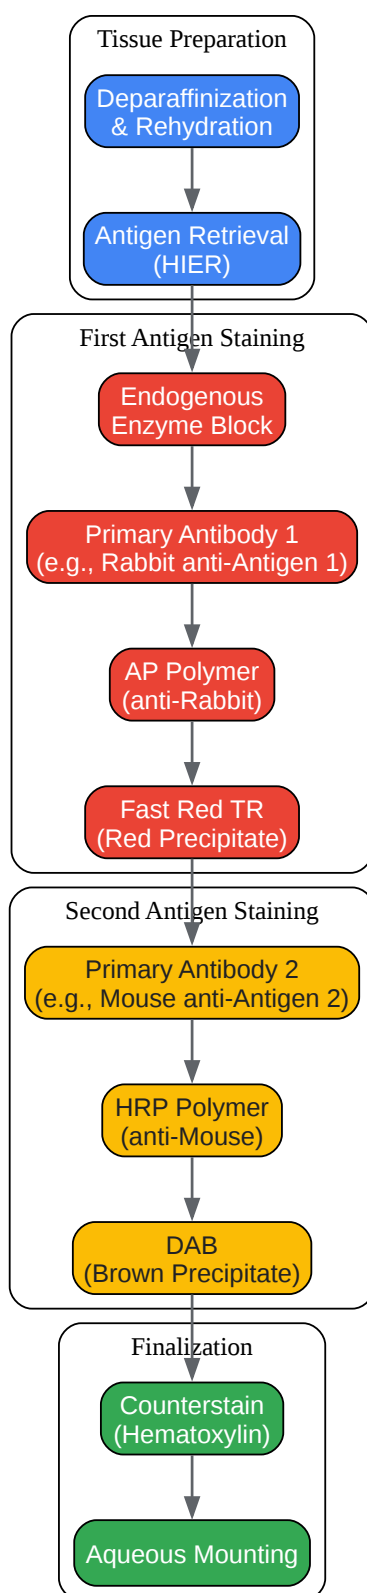 Tissue Preparation
Deparaffinization
& Rehydration
Antigen Retrieval
(HIER)
First Antigen Staining
Endogenous
Enzyme Block
Primary Antibody 1
(e.g., Rabbit anti-Antigen 1)
AP Polymer
(anti-Rabbit)
Fast Red TR
(Red Precipitate)
Second Antigen Staining
Primary Antibody 2
(e.g., Mouse anti-Antigen 2)
HRP Polymer
(anti-Mouse)
DAB
(Brown Precipitate)
Finalization
Counterstain
(Hematoxylin)
Aqueous Mounting